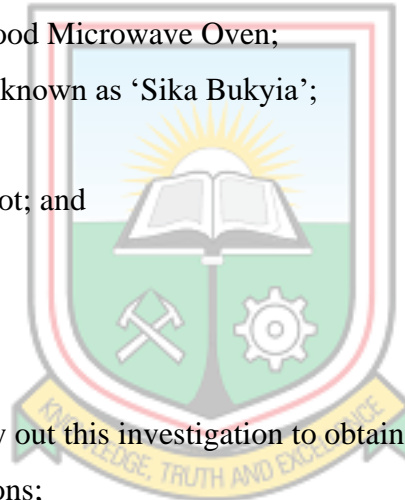 ood Microwave Oven;
known as ‘Sika Bukyia’;
ot; and
y out this investigation to obtain
ons;
KNOWLEDGE, TRUTH AND EXCELLENCE